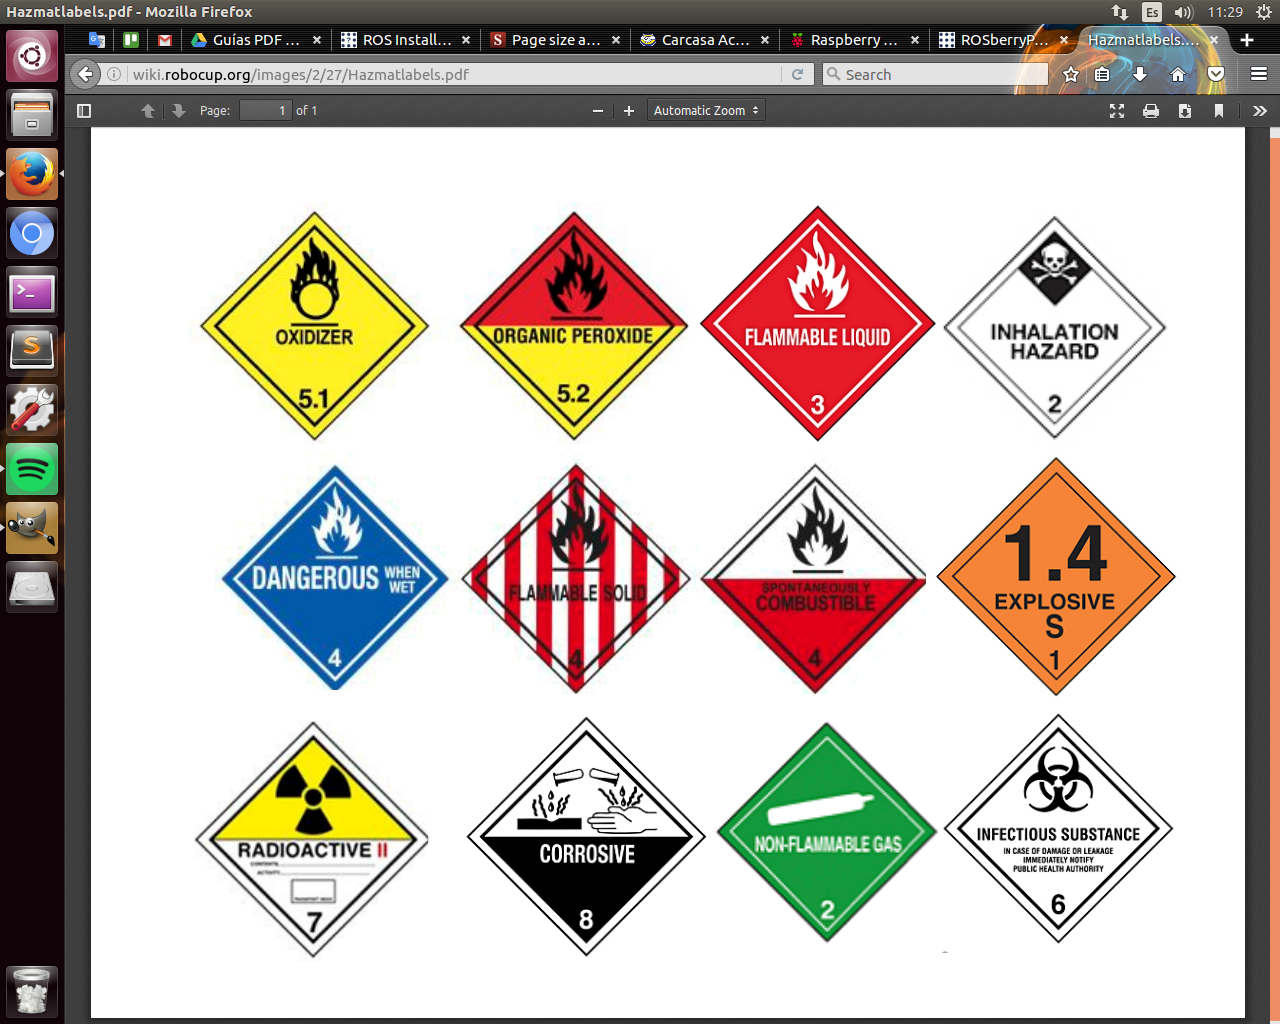 Hazmatlabels.pdf - Mozilla Firefox
Es
11:29
Guías PDF ...
ROS Install...
Page size a...
Carcasa Ac...
Raspberry ...
ROSberryP...
Hazmatlabels....
wiki.robocup.org/images/2/27/Hazmatlabels.pdf
Search
Page: 1 of 1
Automatic Zoom
OXIDIZER
5.1
ORGANIC PEROXIDE
5.2
FLAMMABLE LIQUID
3
INHALATION
HAZARD
2
DANGEROUS WHEN
WET
4
FLAMMABLE SOLID
4
SPONTANEOUSLY
COMBUSTIBLE
4
1.4
EXPLOSIVE
S
1
RADIOACTIVE II
CONTENTS
ACTIVITY
7
CORROSIVE
8
NON-FLAMMABLE GAS
2
INFECTIOUS SUBSTANCE
IN CASE OF DAMAGE OR LEAKAGE
IMMEDIATELY NOTIFY
PUBLIC HEALTH AUTHORITY
6